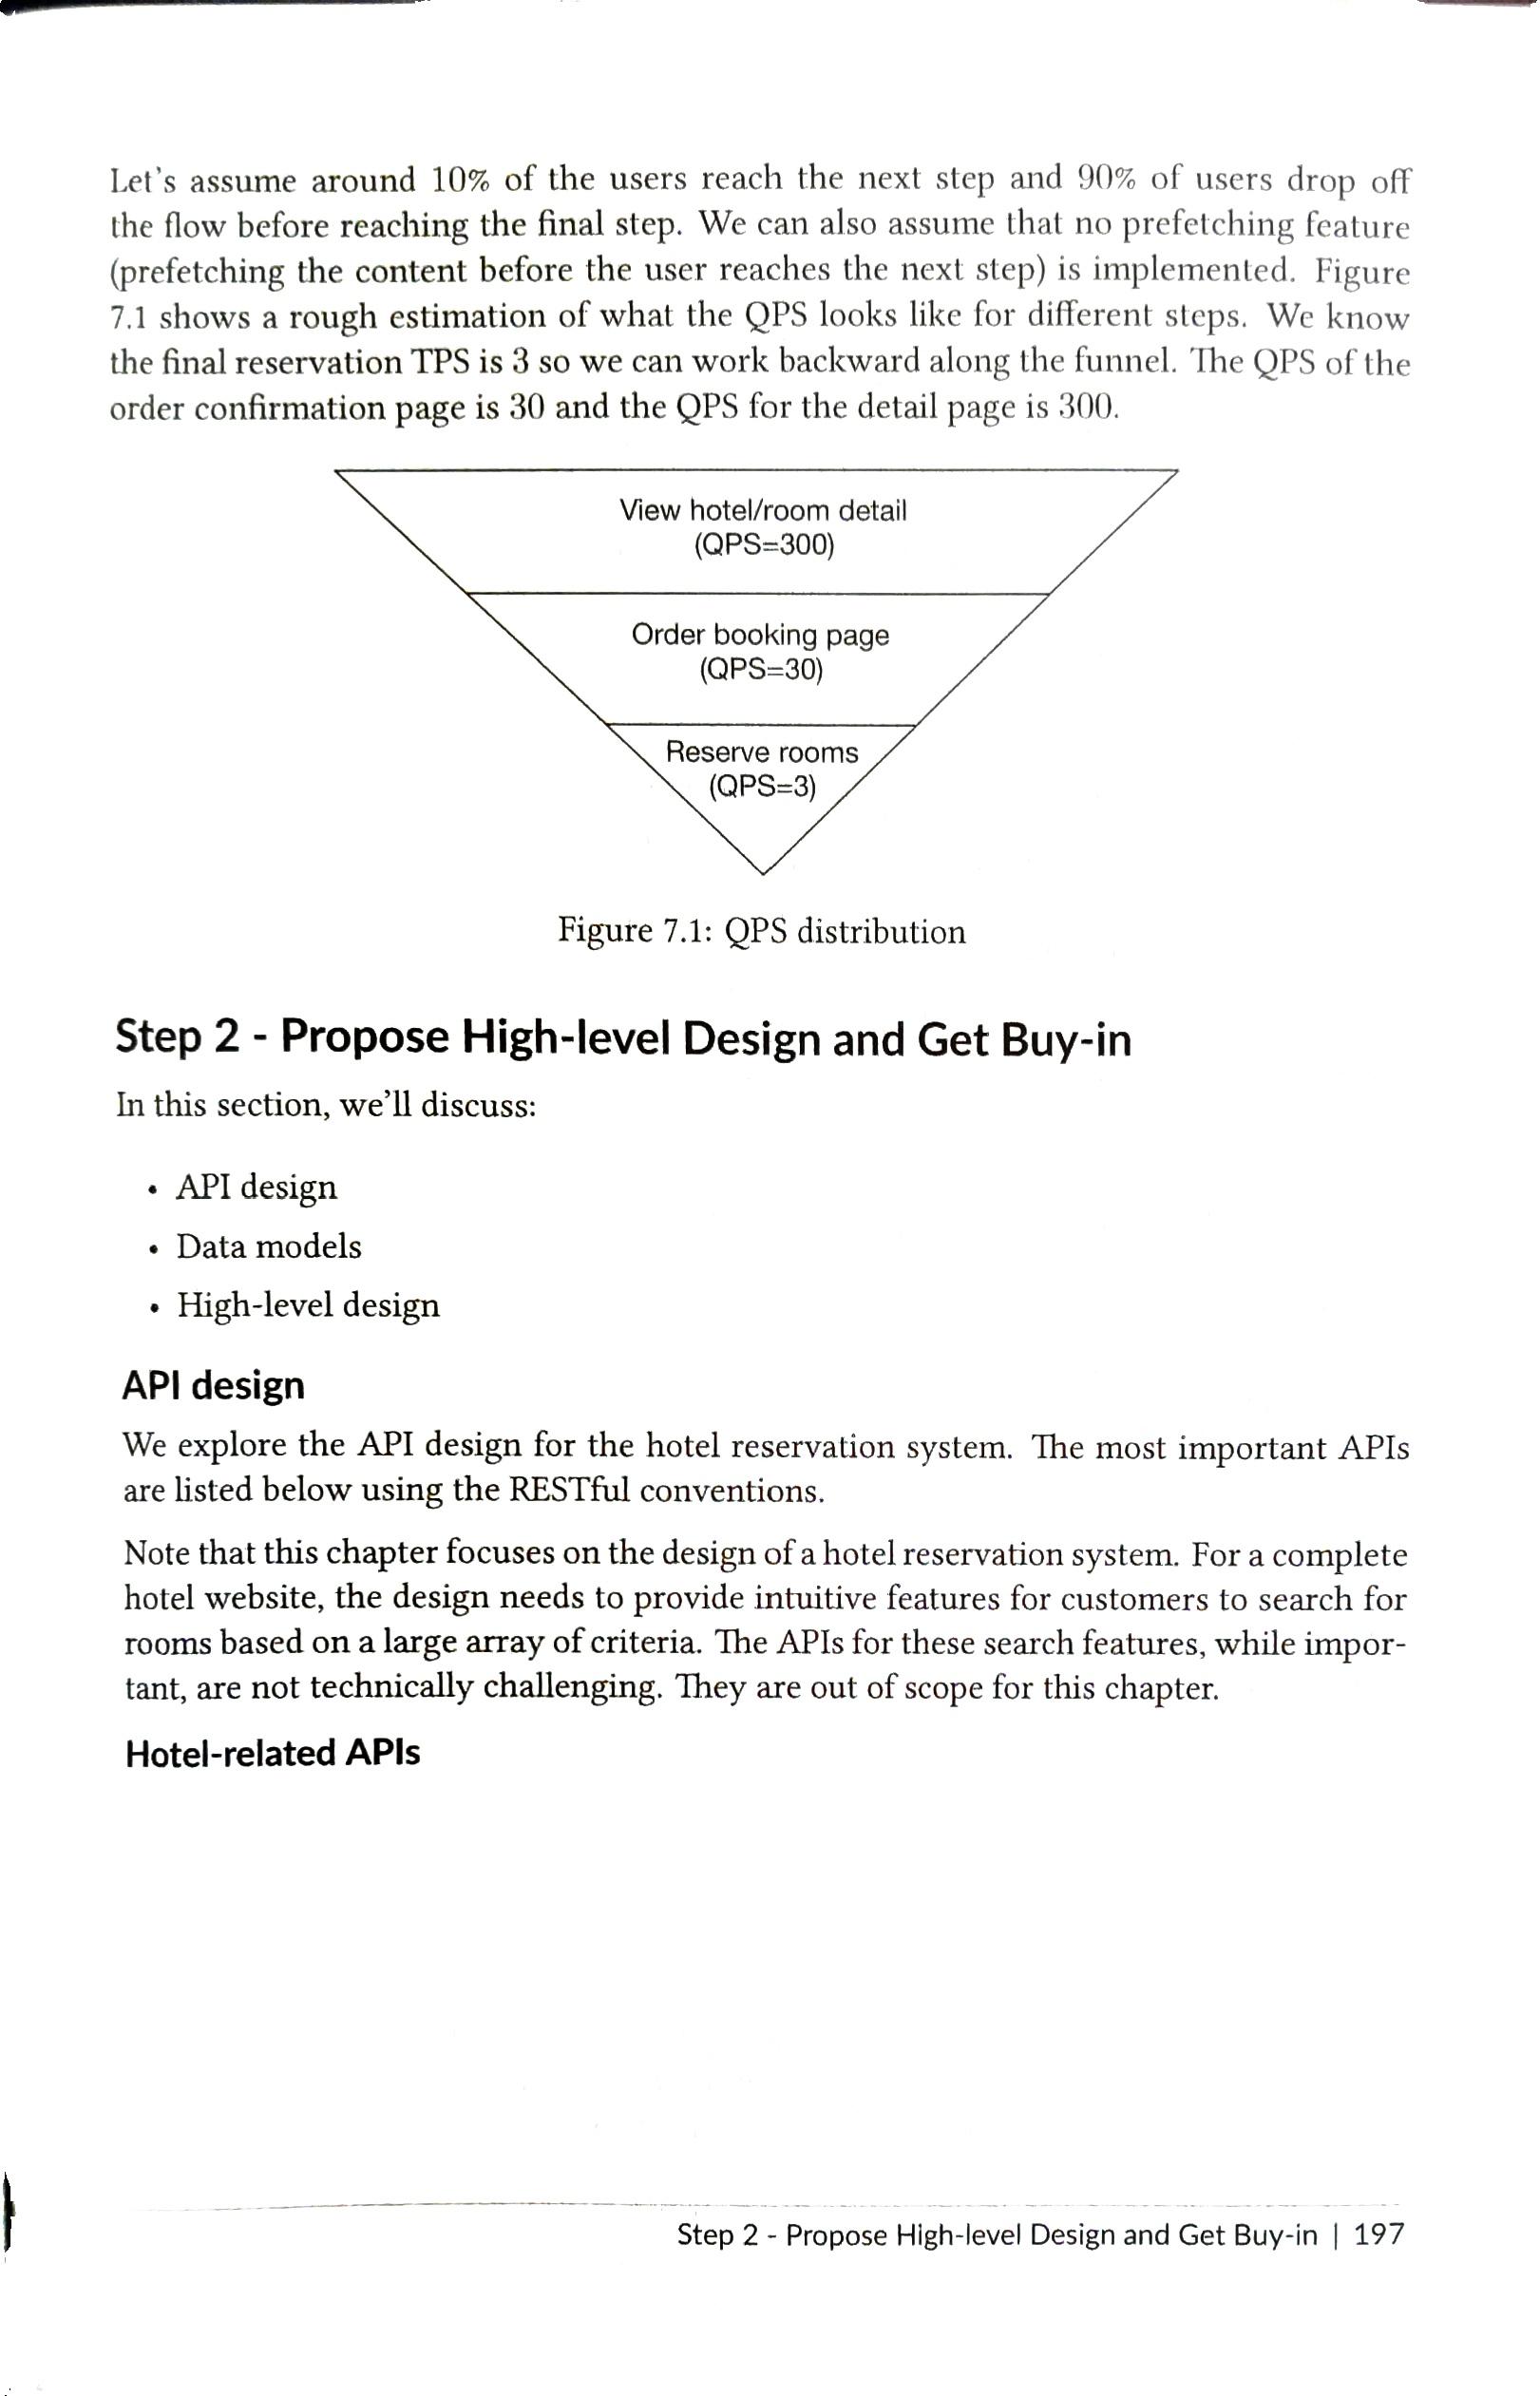 Let's assume around 10% of the users reach the next step and 90% of users drop off
the flow before reaching the final step. We can also assume that no prefetching feature
(prefetching the content before the user reaches the next step) is implemented. Figure
7.1 shows a rough estimation of what the QPS looks like for different steps. We know
the final reservation TPS is 3 so we can work backward along the funnel. The QPS of the
order confirmation page is 30 and the QPS for the detail page is 300.
View hotel/room detail
(QPS=300)
Order booking page
(QPS=30)
Reserve rooms
(QPS=3)
Figure 7.1: QPS distribution
Step 2 - Propose High-level Design and Get Buy-in
In this section, we'll discuss:
• API design
• Data models
• High-level design
API design
We explore the API design for the hotel reservation system. The most important APIs
are listed below using the RESTful conventions.
Note that this chapter focuses on the design of a hotel reservation system. For a complete
hotel website, the design needs to provide intuitive features for customers to search for
rooms based on a large array of criteria. The APIs for these search features, while impor-
tant, are not technically challenging. They are out of scope for this chapter.
Hotel-related APIs
Step 2 - Propose High-level Design and Get Buy-in | 197